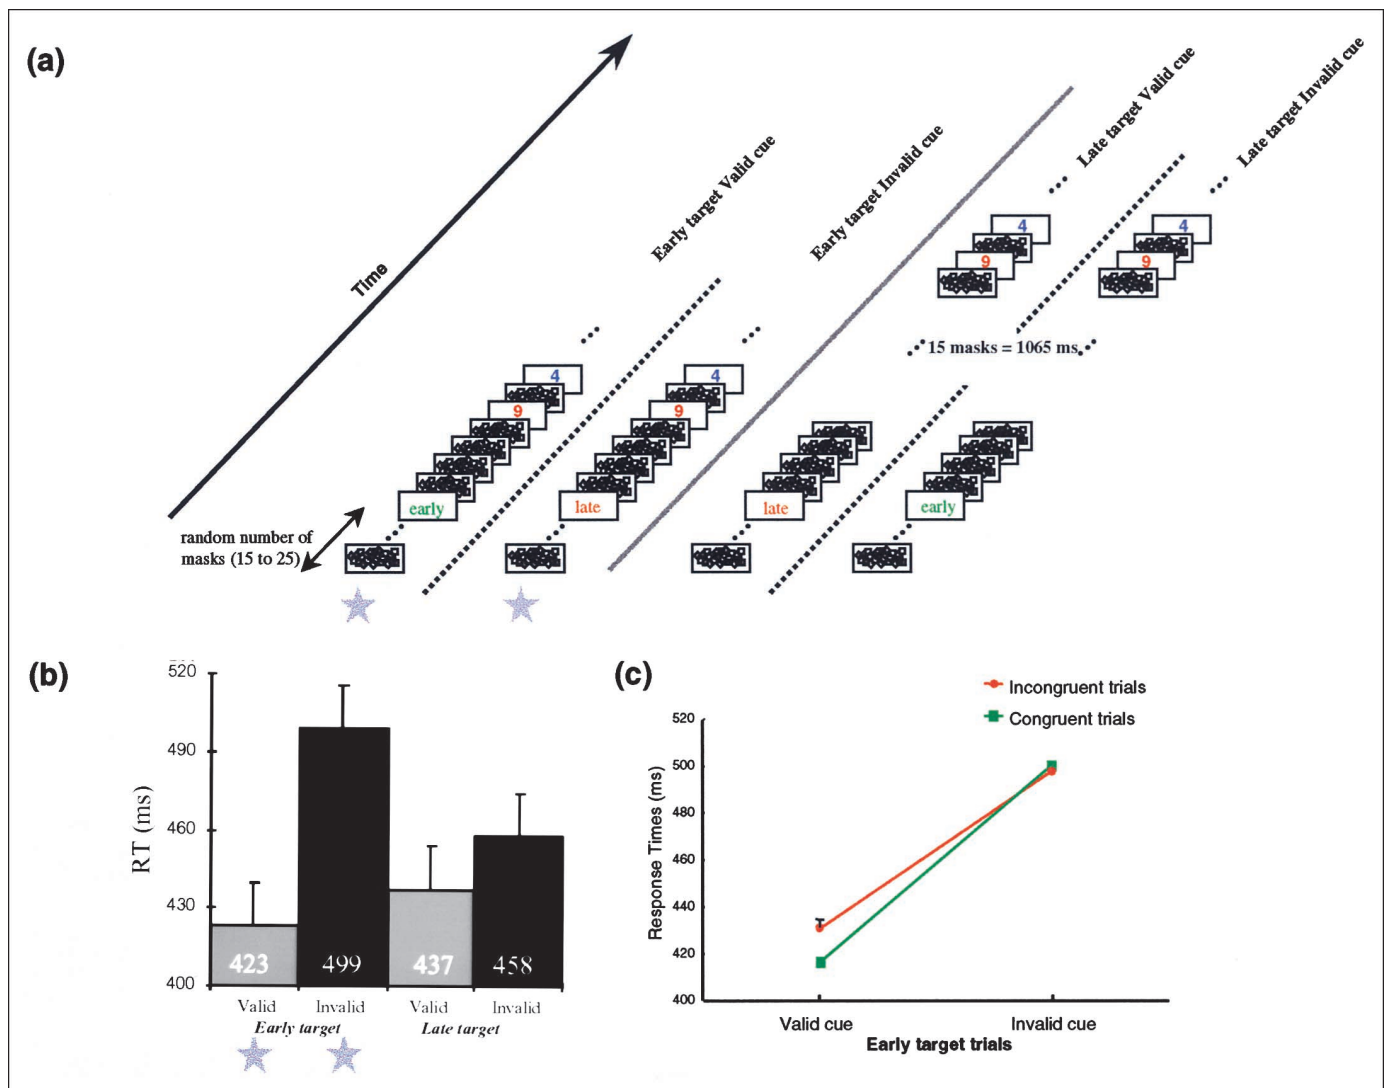 (a)
Time
Early target Valid cue
Early target Invalid cue
Late target Valid cue
Late target Invalid cue
4
9
4
9
15 masks = 1065 ms
4
9
4
9
early
late
late
early
random number of
masks (15 to 25)
(b)
520
490
460
430
400
RT (ms)
423
499
437
458
Valid
Invalid
Valid
Invalid
Early target
Late target
(c)
Incongruent trials
Congruent trials
520
500
480
460
440
420
400
Response Times (ms)
Valid cue
Invalid cue
Early target trials